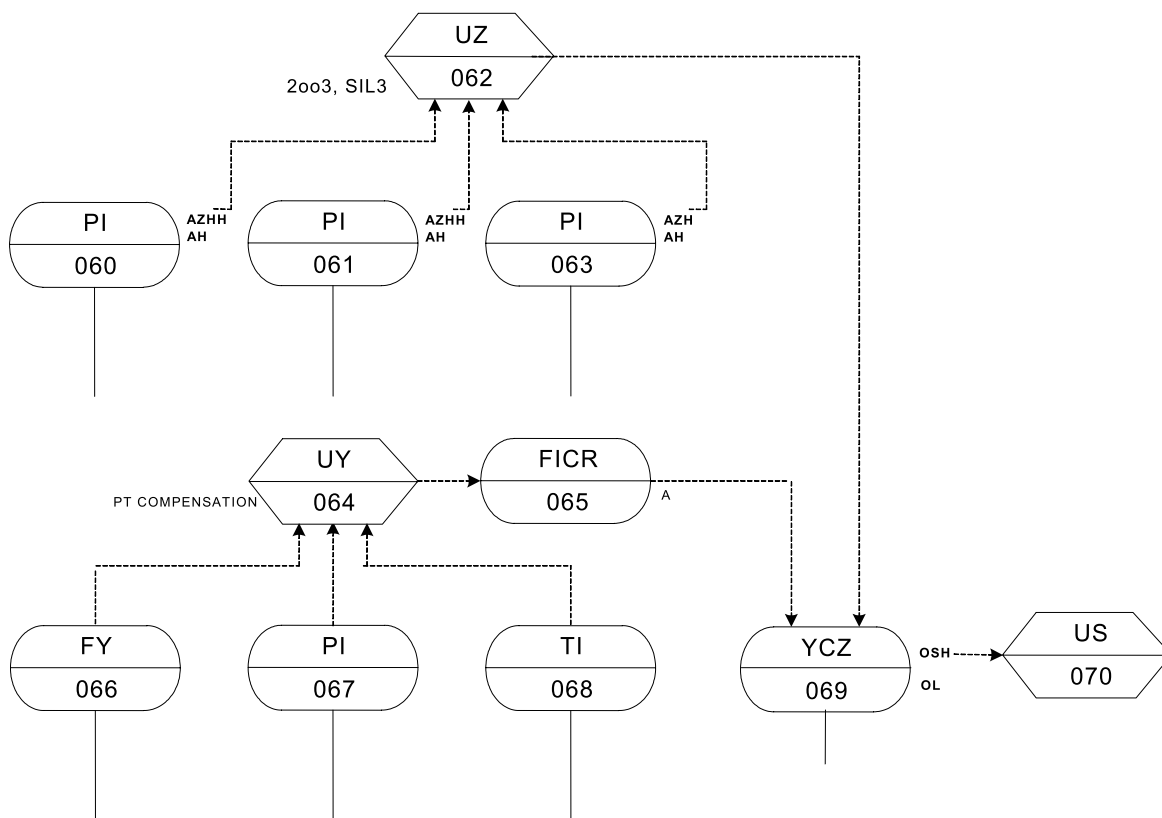 UZ
062
2oo3, SIL3
PI
060
AZHH
AH
PI
061
AZHH
AH
PI
063
AZH
AH
UY
064
PT COMPENSATION
FICR
065
A
FY
066
PI
067
TI
068
YCZ
069
OSH
OL
US
070